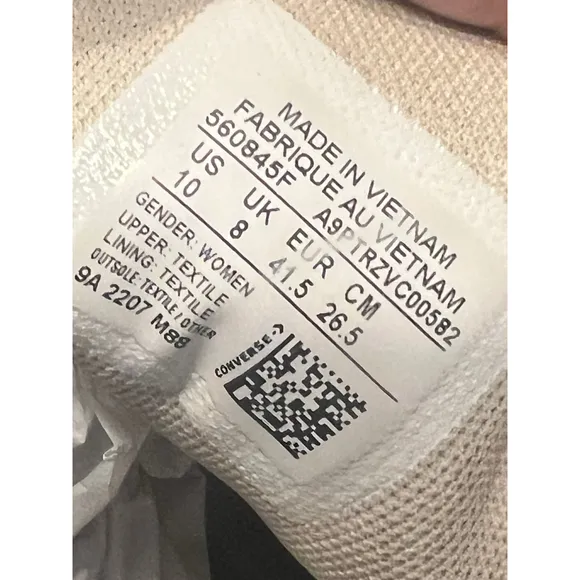 MADE IN VIETNAM
FABRIQUE AU VIETNAM
560845F A9PTRZVC00582
US UK EUR CM
10 8 41.5 26.5
GENDER: WOMEN
UPPER: TEXTILE
LINING: TEXTILE
OUTSOLE: TEXTILE / OTHER
9A 2207 M88
CONVERSE